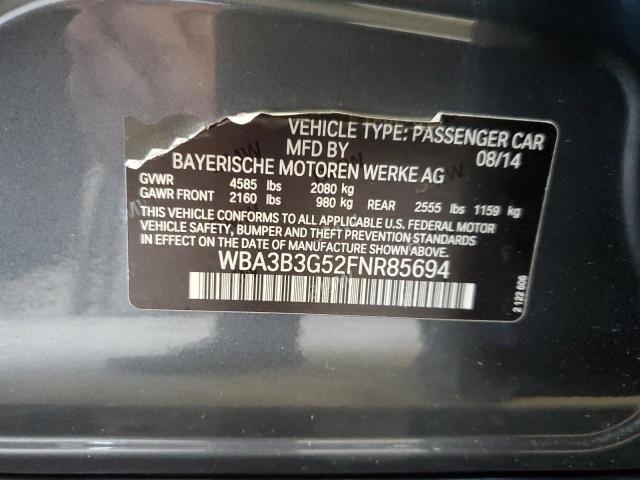 VEHICLE TYPE: PASSENGER CAR
MFD BY 08/14
BAYERISCHE MOTOREN WERKE AG
GVWR 4585 lbs 2080 kg
GAWR FRONT 2160 lbs 980 kg REAR 2555 lbs 1159 kg
THIS VEHICLE CONFORMS TO ALL APPLICABLE U.S. FEDERAL MOTOR
VEHICLE SAFETY, BUMPER AND THEFT PREVENTION STANDARDS
IN EFFECT ON THE DATE OF MANUFACTURE SHOWN ABOVE.
WBA3B3G52FNR85694
2 122 606